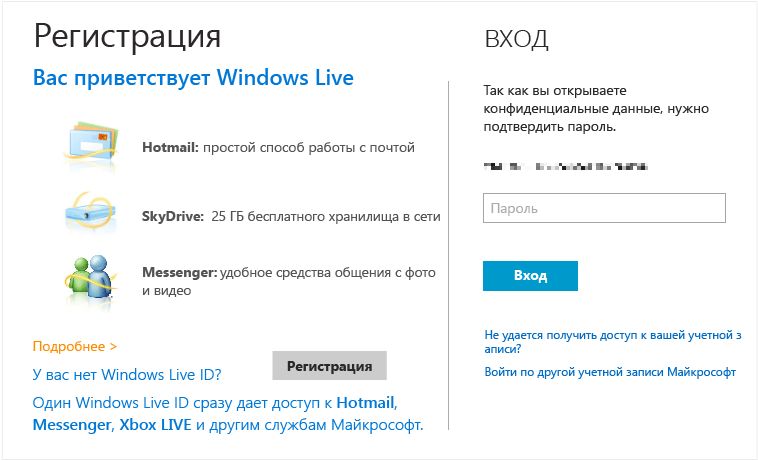 Регистрация
Вас приветствует Windows Live
Hotmail: простой способ работы с почтой
SkyDrive: 25 ГБ бесплатного хранилища в сети
Messenger: удобное средства общения с фото
и видео
Подробнее >
У вас нет Windows Live ID?
Регистрация
Один Windows Live ID сразу дает доступ к Hotmail,
Messenger, Xbox LIVE и другим службам Майкрософт.
ВХОД
Так как вы открываете
конфиденциальные данные, нужно
подтвердить пароль.
Пароль
Вход
Не удается получить доступ к вашей учетной з
аписи?
Войти по другой учетной записи Майкрософт